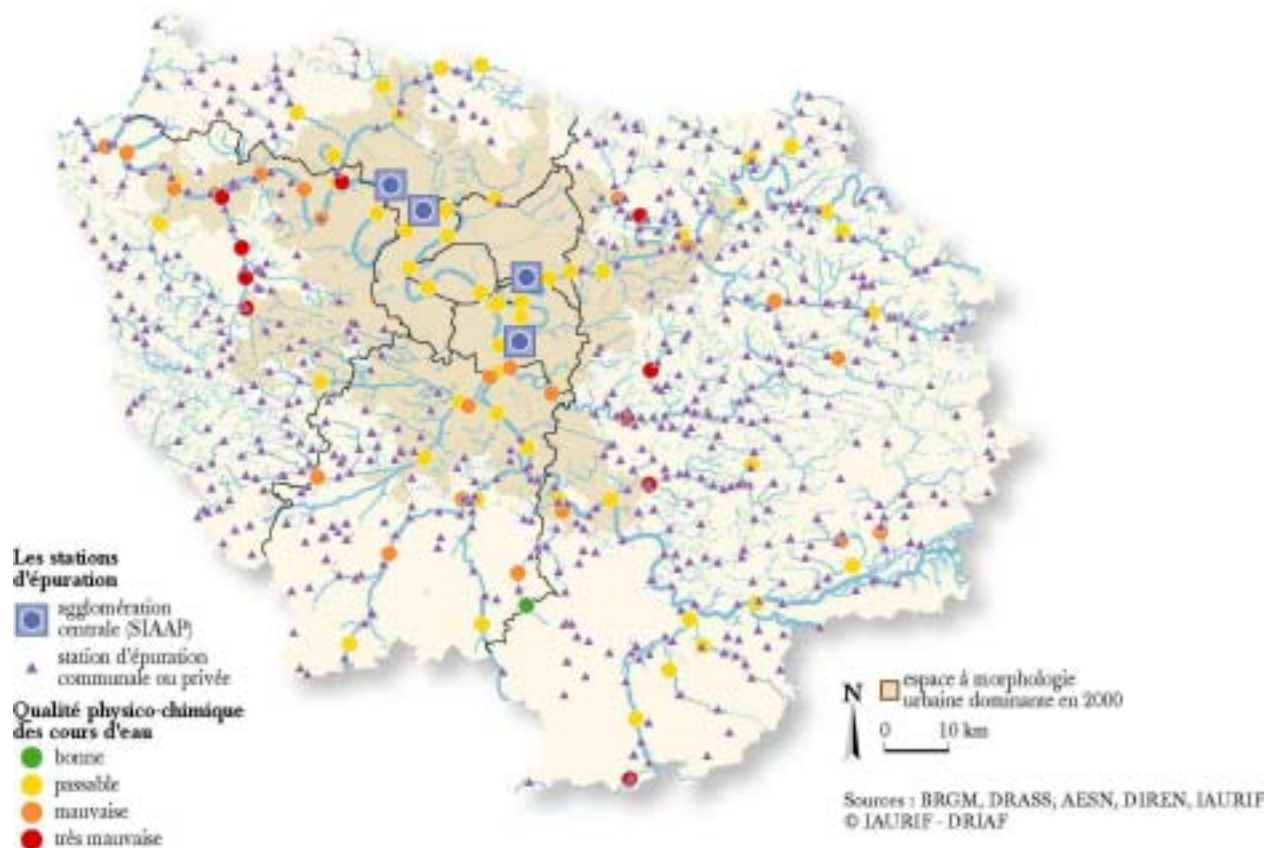 Les stations
d'épuration
agglomération
centrale (SIAAP)
station d'épuration
communale ou privée
Qualité physico-chimique
des cours d'eau
bonne
passable
mauvaise
très mauvaise
N
espace à morphologie
urbaine dominante en 2000
0 10 km
Sources : BRGM, DRASS, AESN, DIREN, IAURIF
© IAURIF - DRIAF